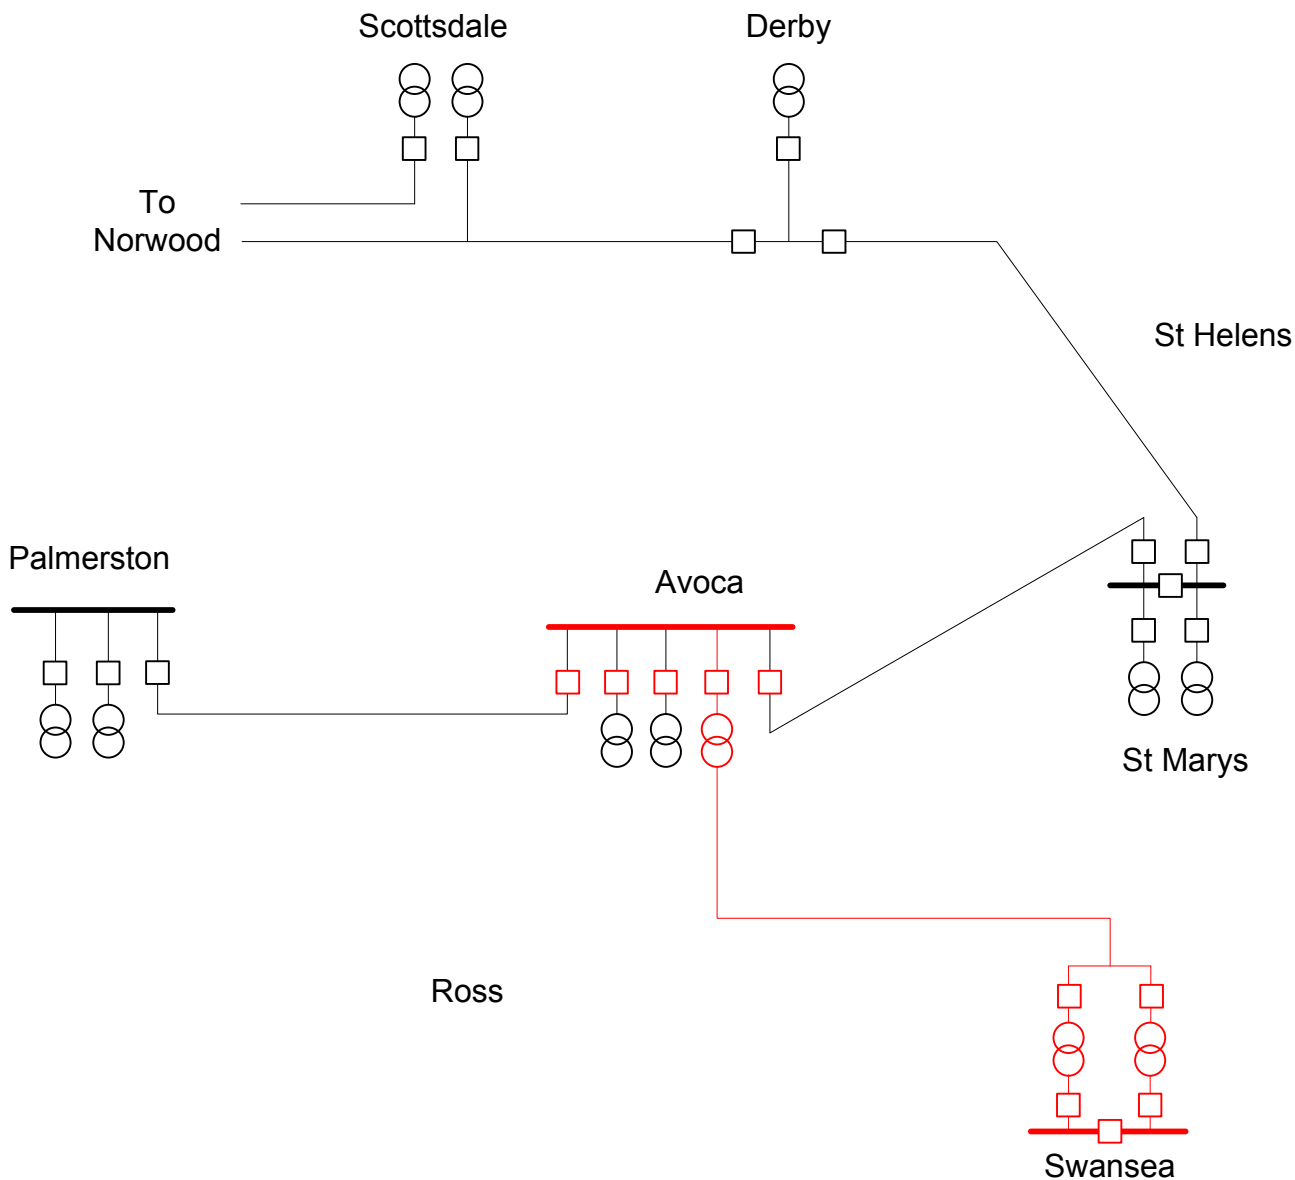 Scottsdale
Derby
To
Norwood
St Helens
Palmerston
Avoca
St Marys
Ross
Swansea